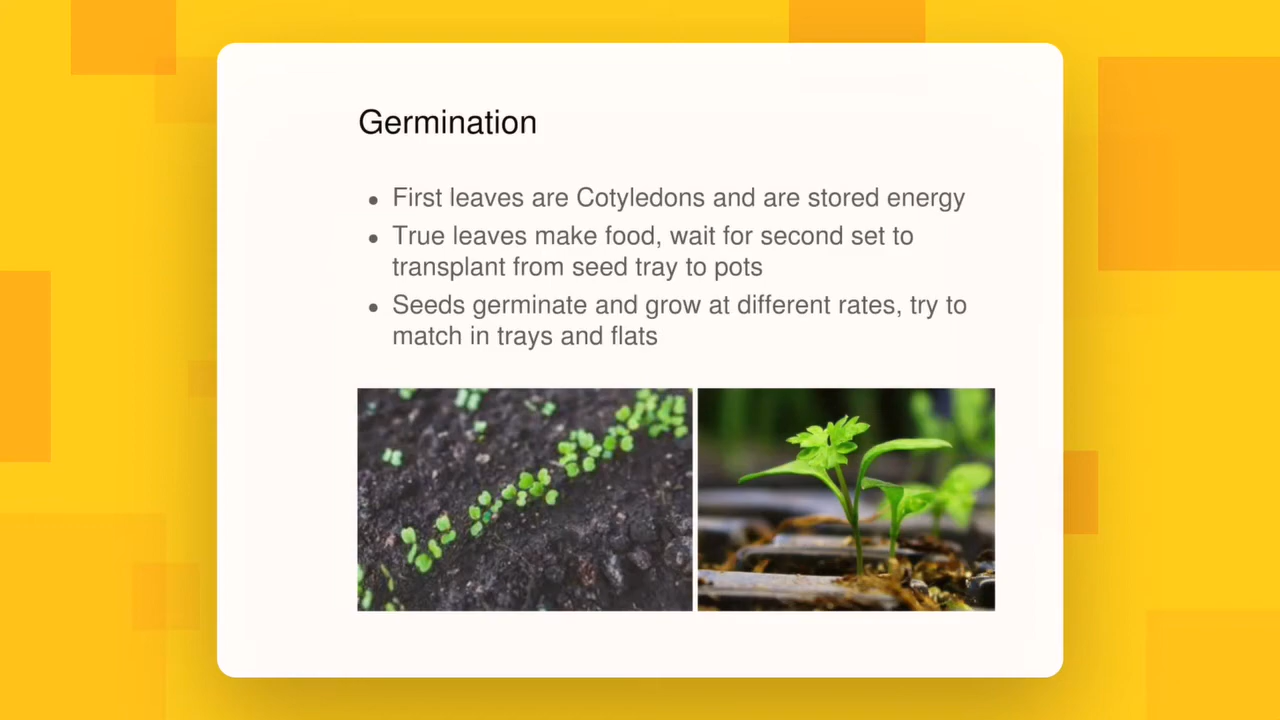 Germination
• First leaves are Cotyledons and are stored energy
• True leaves make food, wait for second set to
transplant from seed tray to pots
• Seeds germinate and grow at different rates, try to
match in trays and flats